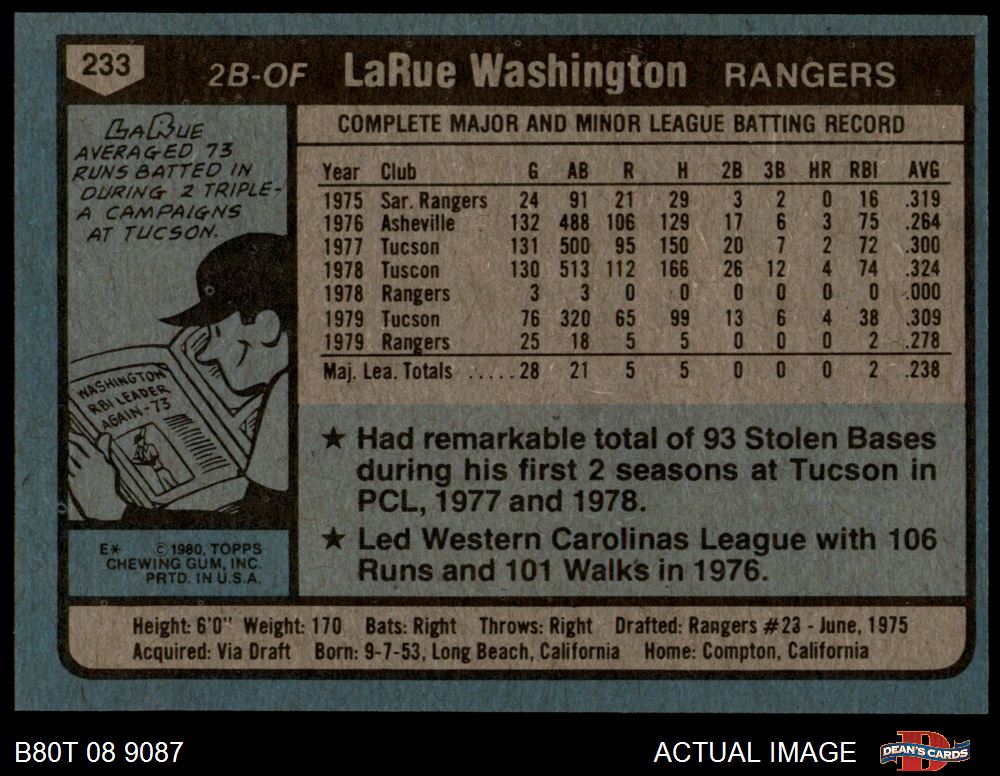 233 2B-OF LaRue Washington RANGERS
LaRue
AVERAGED 73
RUNS BATTED IN
DURING 2 TRIPLE-
A CAMPAIGNS
AT TUCSON.
WASHINGTON
RBI LEADER
AGAIN-73
E* © 1980, TOPPS
CHEWING GUM, INC.
PRTD. IN U.S.A.
COMPLETE MAJOR AND MINOR LEAGUE BATTING RECORD
Year Club G AB R H 2B 3B HR RBI AVG
1975 Sar. Rangers 24 91 21 29 3 2 0 16 .319
1976 Asheville 132 488 106 129 17 6 3 75 .264
1977 Tucson 131 500 95 150 20 7 2 72 .300
1978 Tuscon 130 513 112 166 26 12 4 74 .324
1978 Rangers 3 3 0 0 0 0 0 0 .000
1979 Tucson 76 320 65 99 13 6 4 38 .309
1979 Rangers 25 18 5 5 0 0 0 2 .278
Maj. Lea. Totals .....28 21 5 5 0 0 0 2 .238
★ Had remarkable total of 93 Stolen Bases
during his first 2 seasons at Tucson in
PCL, 1977 and 1978.
★ Led Western Carolinas League with 106
Runs and 101 Walks in 1976.
Height: 6'0" Weight: 170 Bats: Right Throws: Right Drafted: Rangers #23 - June, 1975
Acquired: Via Draft Born: 9-7-53, Long Beach, California Home: Compton, California
B80T 08 9087 ACTUAL IMAGE DEAN'S CARDS